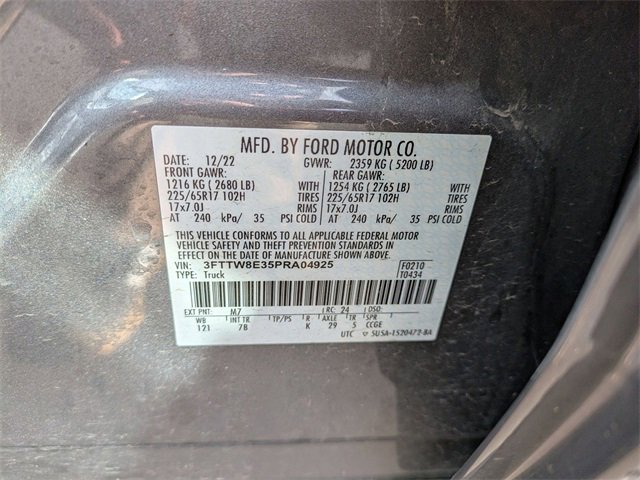 MFD. BY FORD MOTOR CO.
DATE: 12/22 GVWR: 2359 KG ( 5200 LB)
FRONT GAWR: REAR GAWR:
1216 KG ( 2680 LB) WITH 1254 KG ( 2765 LB) WITH
225/65R17 102H TIRES 225/65R17 102H TIRES
17x7.0J RIMS 17x7.0J RIMS
AT 240 kPa/ 35 PSI COLD AT 240 kPa/ 35 PSI COLD
THIS VEHICLE CONFORMS TO ALL APPLICABLE FEDERAL MOTOR
VEHICLE SAFETY AND THEFT PREVENTION STANDARDS IN
EFFECT ON THE DATE OF MANUFACTURE SHOWN ABOVE.
VIN: 3FTTW8E35PRA04925 F0210
TYPE: Truck T0434
EXT PNT: M7 RC: 24 DSO:
WB INT TR TP/PS R AXLE TR SPR
121 7B K 29 5 CCGE
UTC 5U5A-1520472-BA